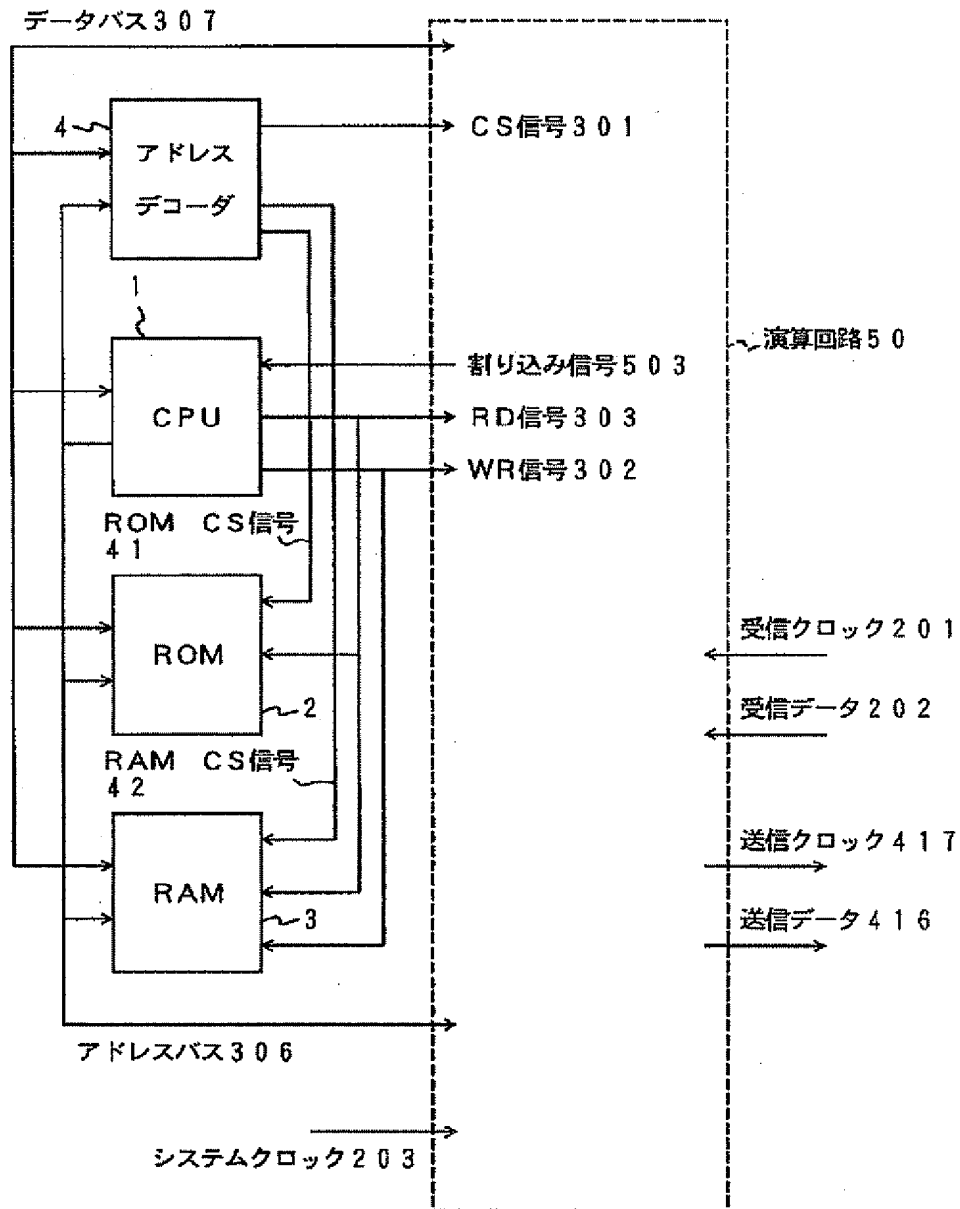 データバス307
4
アドレス
デコーダ
CS信号301
1
CPU
割り込み信号503
RD信号303
WR信号302
演算回路50
ROM CS信号
41
ROM
2
受信クロック201
受信データ202
RAM CS信号
42
RAM
3
送信クロック417
送信データ416
アドレスバス306
システムクロック203